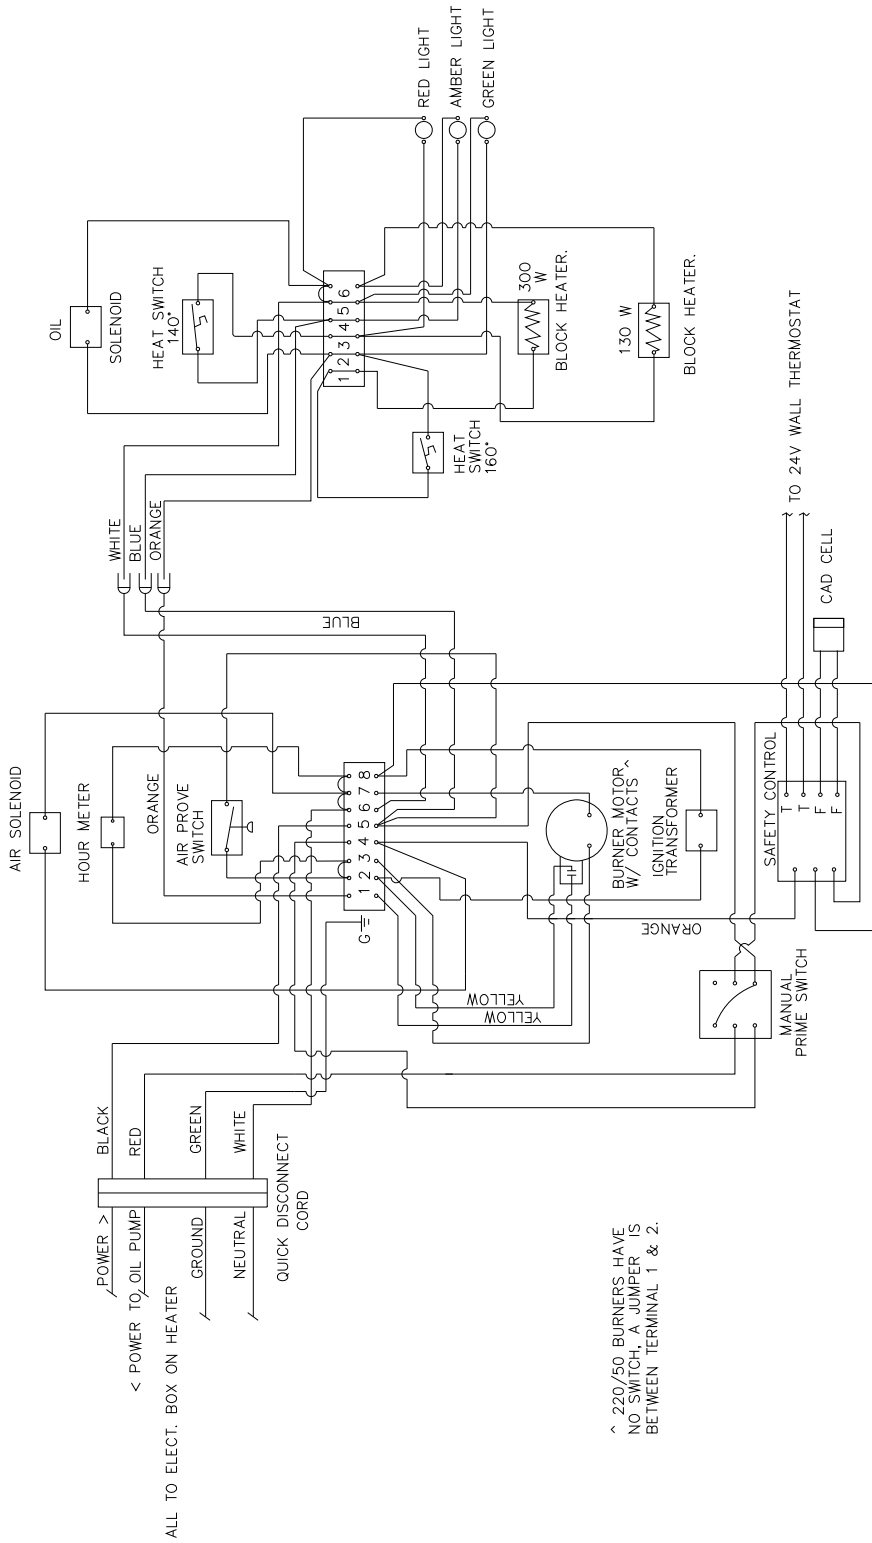 AIR SOLENOID
HOUR METER
ORANGE
AIR PROVE
SWITCH
OIL
SOLENOID
HEAT SWITCH
140°
WHITE
BLUE
ORANGE
BLUE
1 2 3 4 5 6
RED LIGHT
AMBER LIGHT
GREEN LIGHT
300
W
BLOCK HEATER.
130 W
BLOCK HEATER.
HEAT
SWITCH
160°
TO 24V WALL THERMOSTAT
CAD CELL
1 2 3 4 5 6 7 8
G
BURNER MOTOR^
W/ CONTACTS
IGNITION
TRANSFORMER
SAFETY CONTROL
T
T
F
F
ORANGE
YELLOW
YELLOW
MANUAL
PRIME SWITCH
BLACK
RED
GREEN
WHITE
POWER >
< POWER TO OIL PUMP
GROUND
NEUTRAL
QUICK DISCONNECT
CORD
ALL TO ELECT. BOX ON HEATER
^ 220/50 BURNERS HAVE
NO SWITCH, A JUMPER IS
BETWEEN TERMINAL 1 & 2.